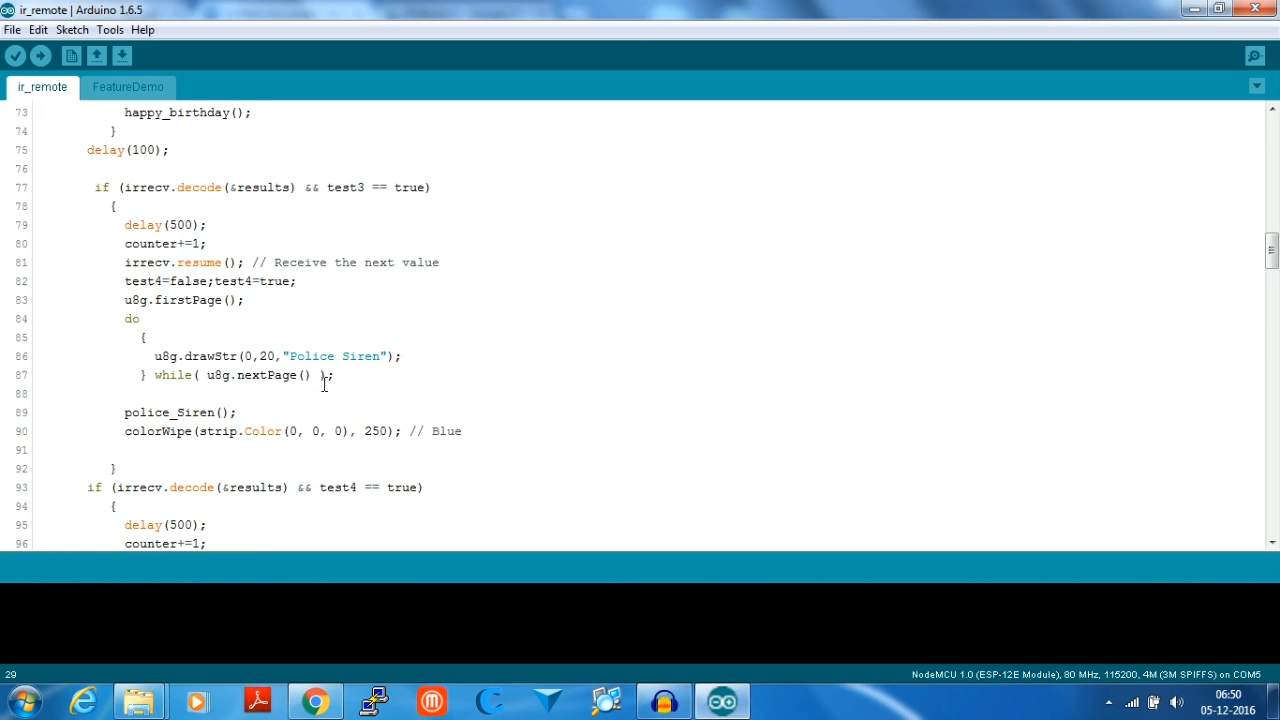 ir_remote | Arduino 1.6.5
File Edit Sketch Tools Help
ir_remote FeatureDemo
73 happy_birthday();
74 }
75 delay(100);
76
77 if (irrecv.decode(&results) && test3 == true)
78 {
79 delay(500);
80 counter+=1;
81 irrecv.resume(); // Receive the next value
82 test4=false;test4=true;
83 u8g.firstPage();
84 do
85 {
86 u8g.drawStr(0,20,"Police Siren");
87 } while( u8g.nextPage() );
88
89 police_Siren();
90 colorWipe(strip.Color(0, 0, 0), 250); // Blue
91
92 }
93 if (irrecv.decode(&results) && test4 == true)
94 {
95 delay(500);
96 counter+=1;
29 NodeMCU 1.0 (ESP-12E Module), 80 MHz, 115200, 4M (3M SPIFFS) on COM5
06:50
05-12-2016